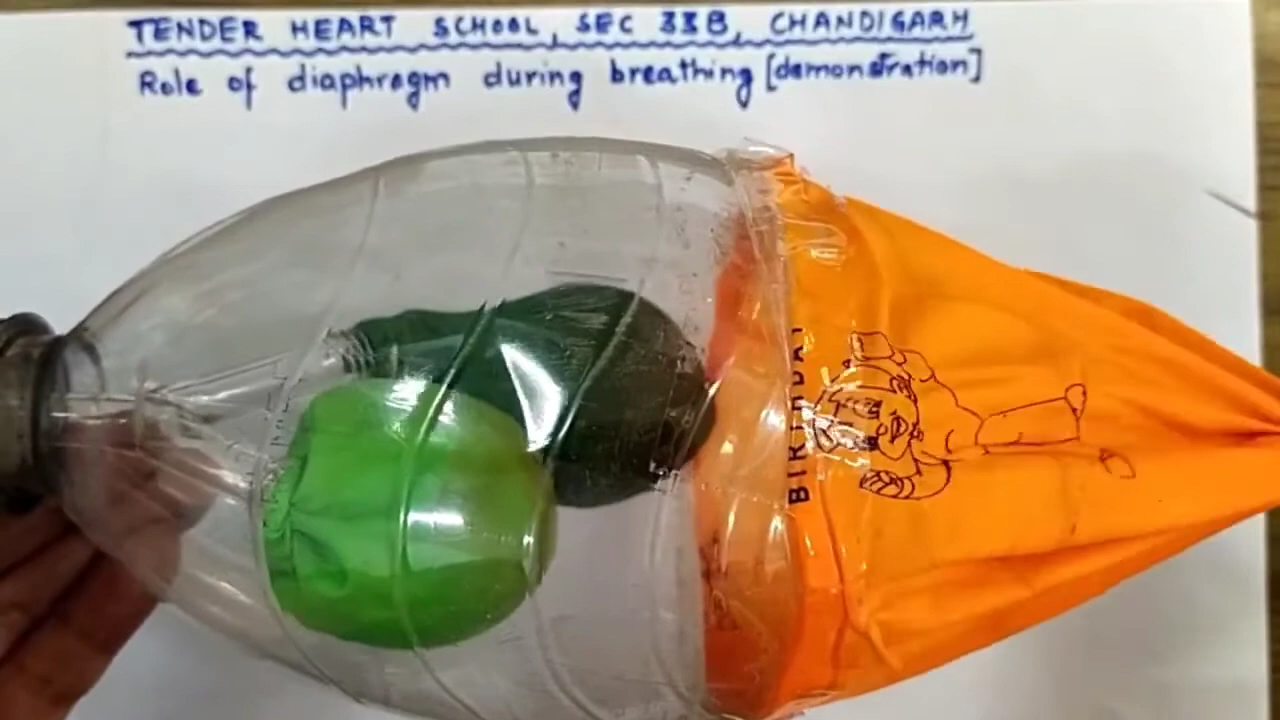 TENDER HEART SCHOOL, SEC 33B, CHANDIGARH
Role of diaphragm during breathing [demonstration]
BIRTHDAY